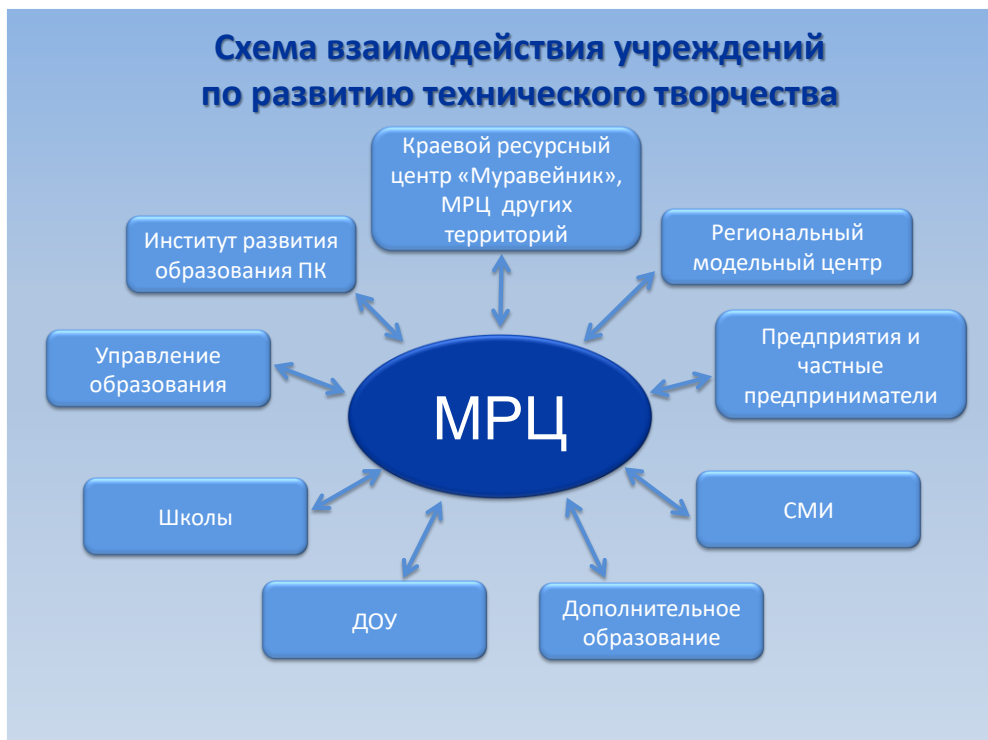 Схема взаимодействия учреждений
по развитию технического творчества
Краевой ресурсный
центр «Муравейник»,
МРЦ других
территорий
Институт развития
образования ПК
Региональный
модельный центр
Управление
образования
Предприятия и
частные
предприниматели
МРЦ
Школы
СМИ
ДОУ
Дополнительное
образование